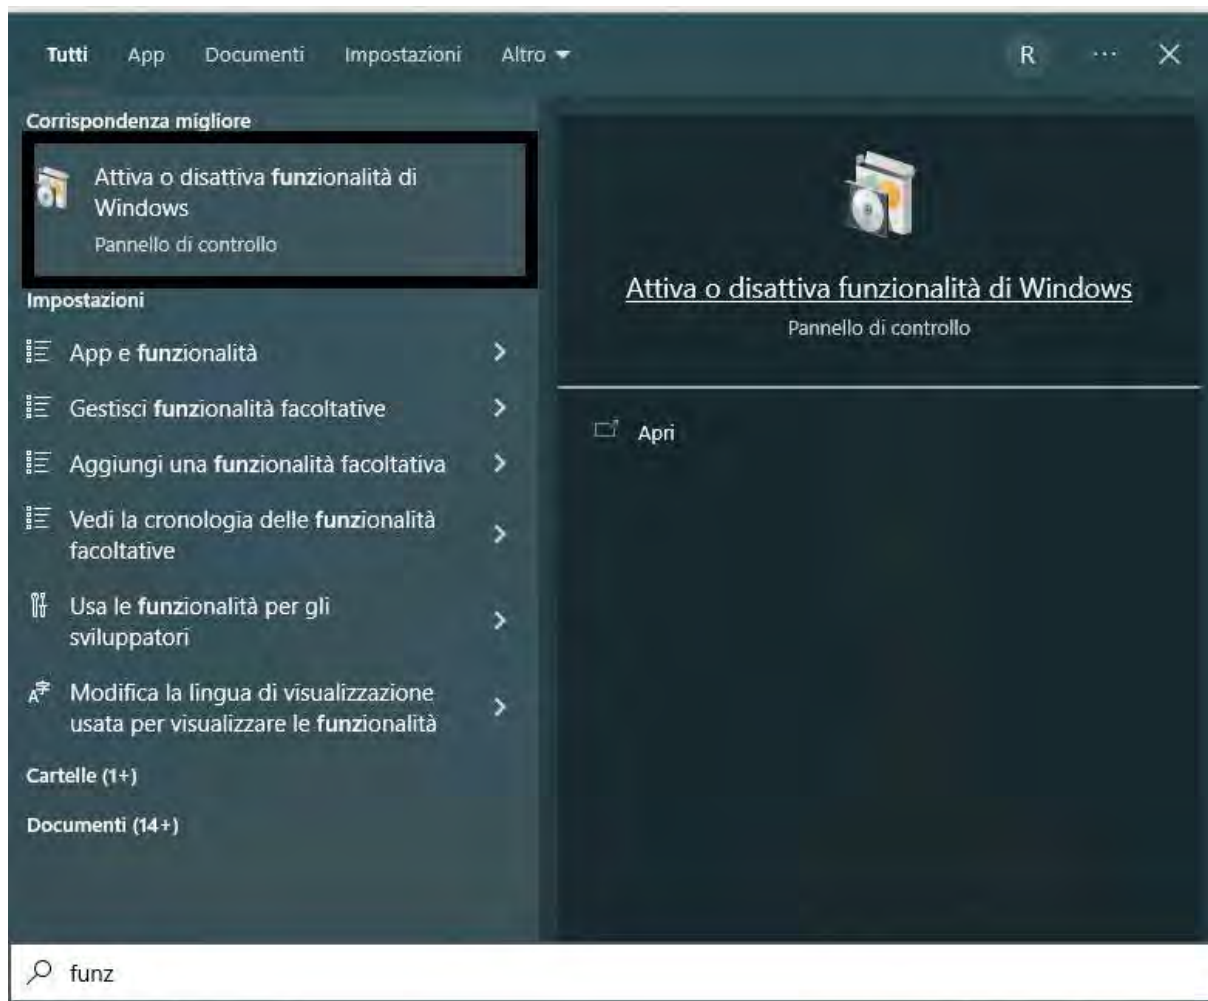 Tutti App Documenti Impostazioni Altro R ...
Corrispondenza migliore
Attiva o disattiva funzionalità di
Windows
Pannello di controllo
Impostazioni
App e funzionalità
Gestisci funzionalità facoltative
Aggiungi una funzionalità facoltativa
Vedi la cronologia delle funzionalità
facoltative
Usa le funzionalità per gli
sviluppatori
Modifica la lingua di visualizzazione
usata per visualizzare le funzionalità
Cartelle (1+)
Documenti (14+)
Attiva o disattiva funzionalità di Windows
Pannello di controllo
Apri
funz